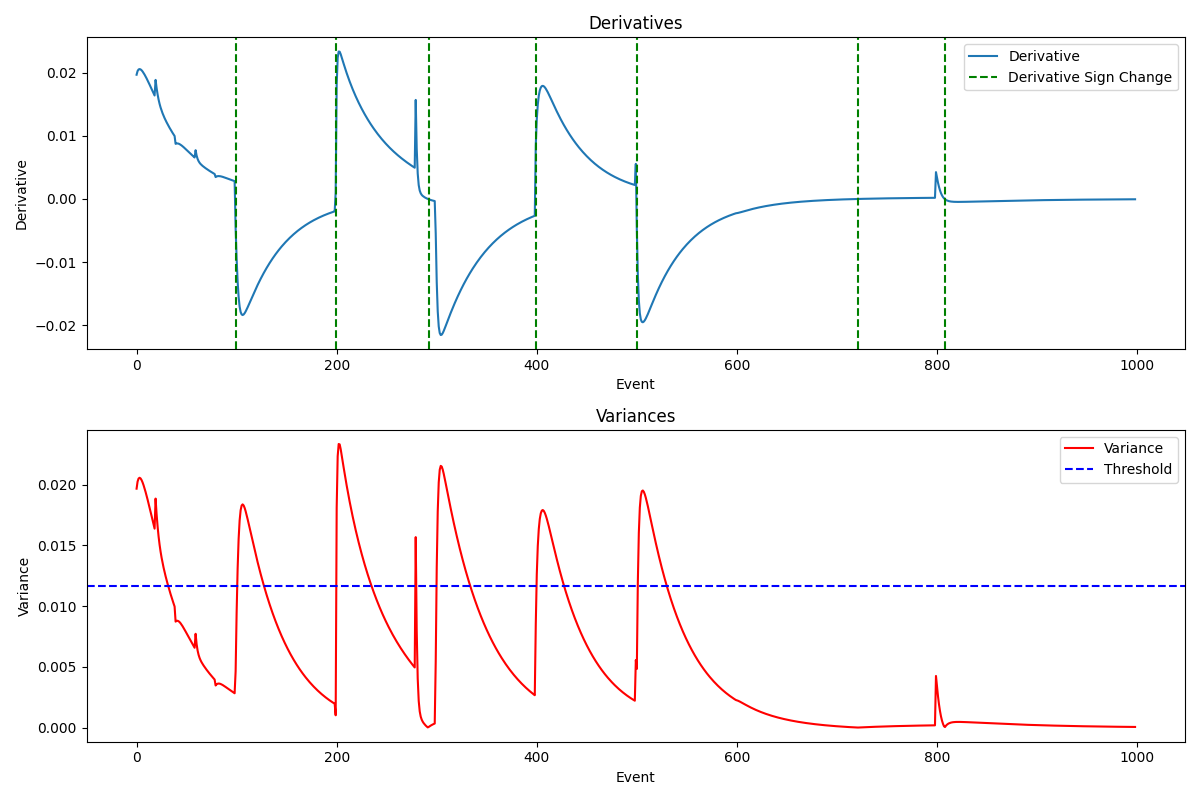 Derivatives
0.02
0.01
0.00
−0.01
−0.02
Derivative
Derivative
Derivative Sign Change
0
200
400
600
800
1000
Event
Variances
0.020
0.015
0.010
0.005
0.000
Variance
Variance
Threshold
0
200
400
600
800
1000
Event